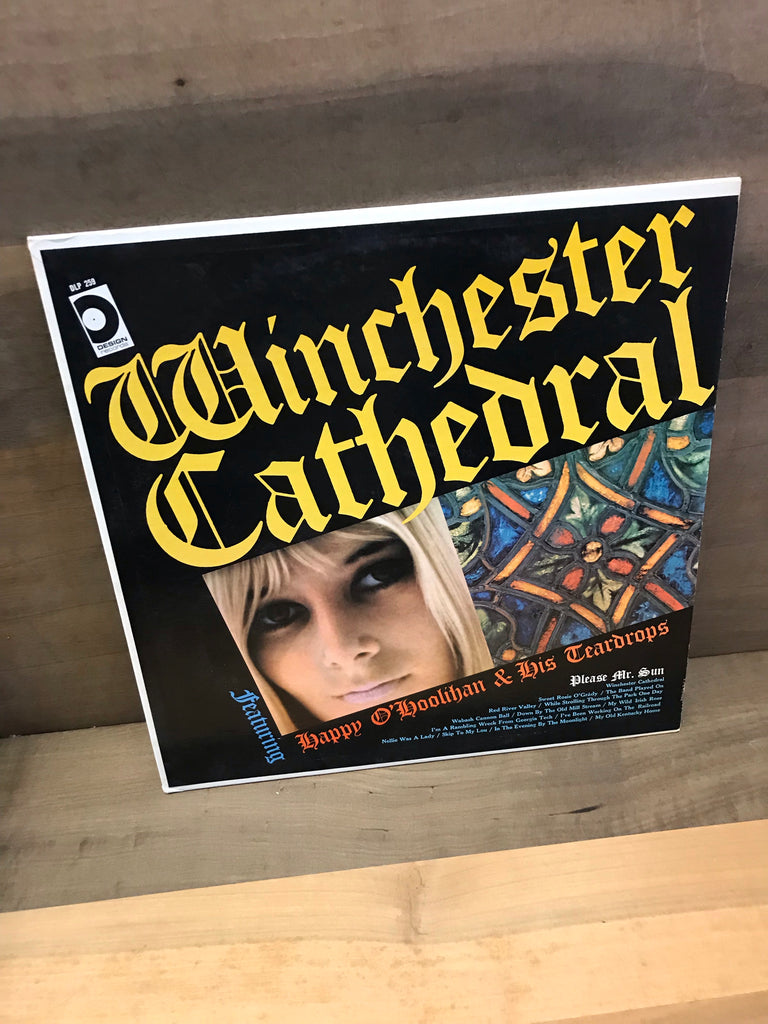 DLP 259
DESIGN
records
Winchester
Cathedral
Featuring
Happy O'Hoolihan & His Teardrops
Please Mr. Sun
Winchester Cathedral
Sweet Rosie O'Grady / The Band Played On
Red River Valley / While Strolling Through The Park One Day
Wabash Cannon Ball / Down By The Old Mill Stream / My Wild Irish Rose
I'm A Rambling Wreck From Georgia Tech / I've Been Working On The Railroad
Nellie Was A Lady / Skip To My Lou / In The Evening By The Moonlight / My Old Kentucky Home